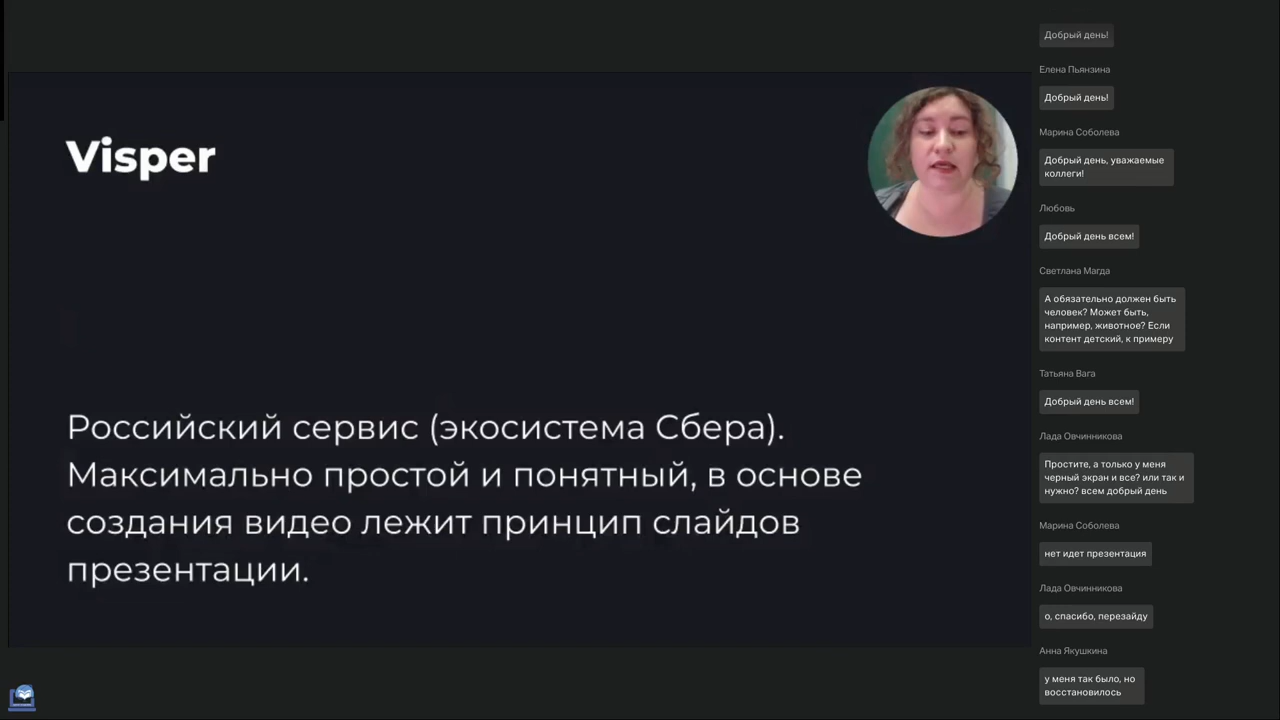 Visper
Российский сервис (экосистема Сбера).
Максимально простой и понятный, в основе
создания видео лежит принцип слайдов
презентации.
Добрый день!
Елена Пьянзина
Добрый день!
Марина Соболева
Добрый день, уважаемые
коллеги!
Любовь
Добрый день всем!
Светлана Магда
А обязательно должен быть
человек? Может быть,
например, животное? Если
контент детский, к примеру
Татьяна Вага
Добрый день всем!
Лада Овчинникова
Простите, а только у меня
черный экран и все? или так и
нужно? всем добрый день
Марина Соболева
нет идет презентация
Лада Овчинникова
о, спасибо, перезайду
Анна Якушкина
у меня так было, но
восстановилось